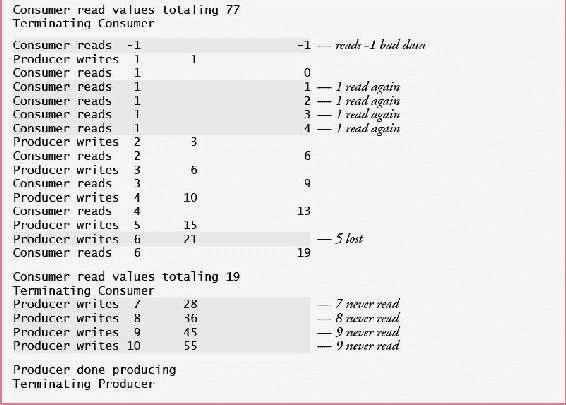 Consumer read values totaling 77
Terminating Consumer
Consumer reads -1 -1 — reads -1 bad data
Producer writes 1 1
Consumer reads 1 0
Consumer reads 1 1 — 1 read again
Consumer reads 1 2 — 1 read again
Consumer reads 1 3 — 1 read again
Consumer reads 1 4 — 1 read again
Producer writes 2 3
Consumer reads 2 6
Producer writes 3 6
Consumer reads 3 9
Producer writes 4 10
Consumer reads 4 13
Producer writes 5 15
Producer writes 6 21 — 5 lost
Consumer reads 6 19
Consumer read values totaling 19
Terminating Consumer
Producer writes 7 28 — 7 never read
Producer writes 8 36 — 8 never read
Producer writes 9 45 — 9 never read
Producer writes 10 55 — 9 never read
Producer done producing
Terminating Producer